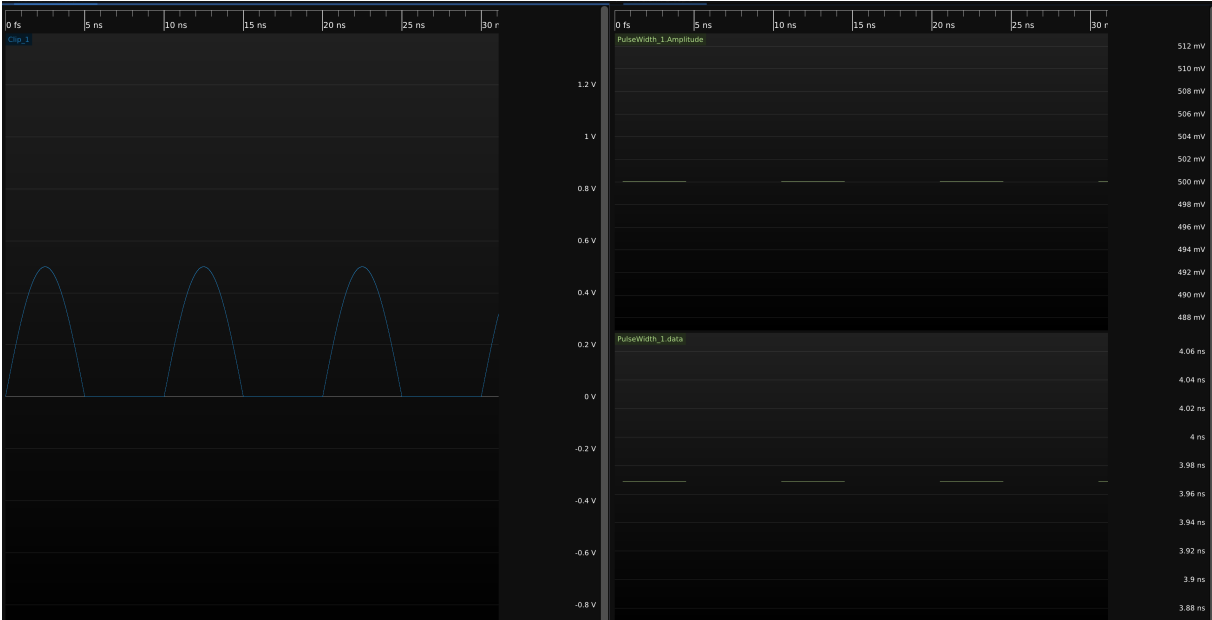 0 fs 5 ns 10 ns 15 ns 20 ns 25 ns 30 n
Clip_1
1.2 V
1 V
0.8 V
0.6 V
0.4 V
0.2 V
0 V
-0.2 V
-0.4 V
-0.6 V
-0.8 V
0 fs 5 ns 10 ns 15 ns 20 ns 25 ns 30 n
PulseWidth_1.Amplitude
512 mV
510 mV
508 mV
506 mV
504 mV
502 mV
500 mV
498 mV
496 mV
494 mV
492 mV
490 mV
488 mV
PulseWidth_1.data
4.06 ns
4.04 ns
4.02 ns
4 ns
3.98 ns
3.96 ns
3.94 ns
3.92 ns
3.9 ns
3.88 ns